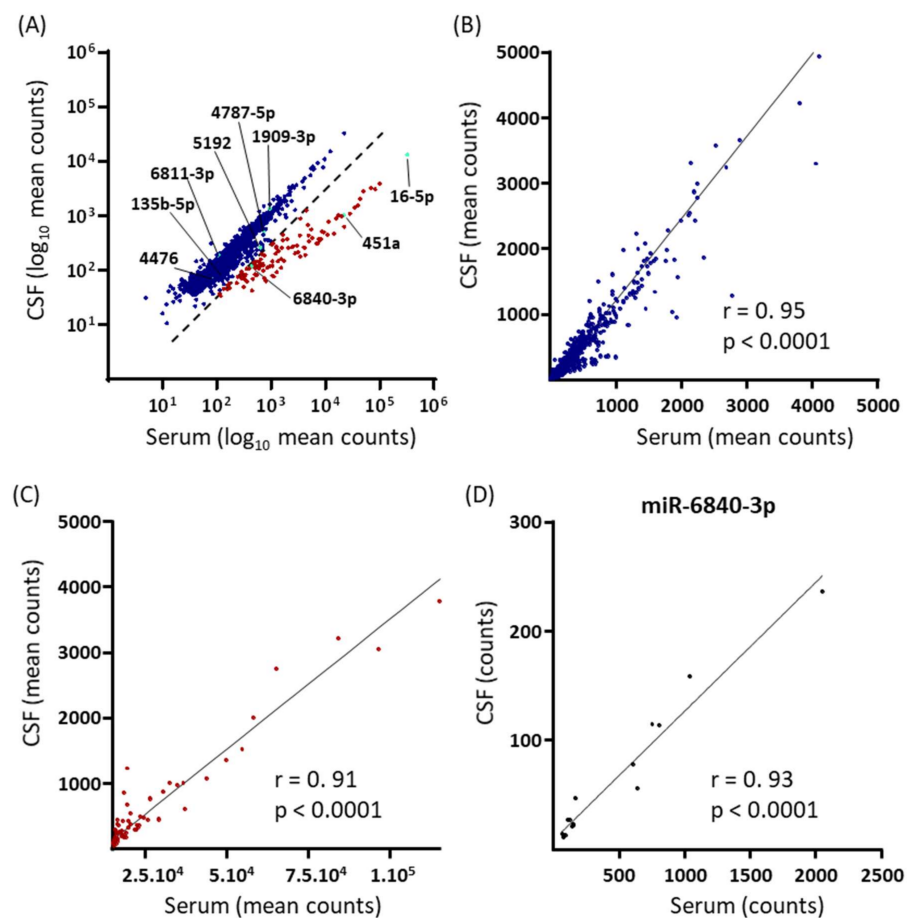 (A)
10⁶
10⁵
10⁴
10³
10²
10¹
CSF (log₁₀ mean counts)
4787-5p
5192
1909-3p
6811-3p
135b-5p
4476
16-5p
451a
6840-3p
10¹ 10² 10³ 10⁴ 10⁵ 10⁶
Serum (log₁₀ mean counts)
(B)
5000
4000
3000
2000
1000
CSF (mean counts)
r = 0. 95
p < 0.0001
1000 2000 3000 4000 5000
Serum (mean counts)
(C)
5000
4000
3000
2000
1000
CSF (mean counts)
r = 0. 91
p < 0.0001
2.5.10⁴ 5.10⁴ 7.5.10⁴ 1.10⁵
Serum (mean counts)
(D)
miR-6840-3p
300
200
100
CSF (counts)
r = 0. 93
p < 0.0001
500 1000 1500 2000 2500
Serum (counts)